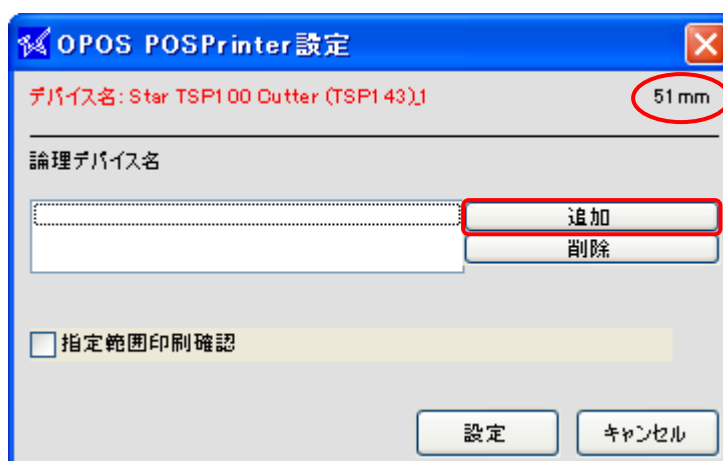 OPOS POSPrinter設定
デバイス名: Star TSP100 Cutter (TSP143)_1
51 mm
論理デバイス名
追加
削除
指定範囲印刷確認
設定
キャンセル